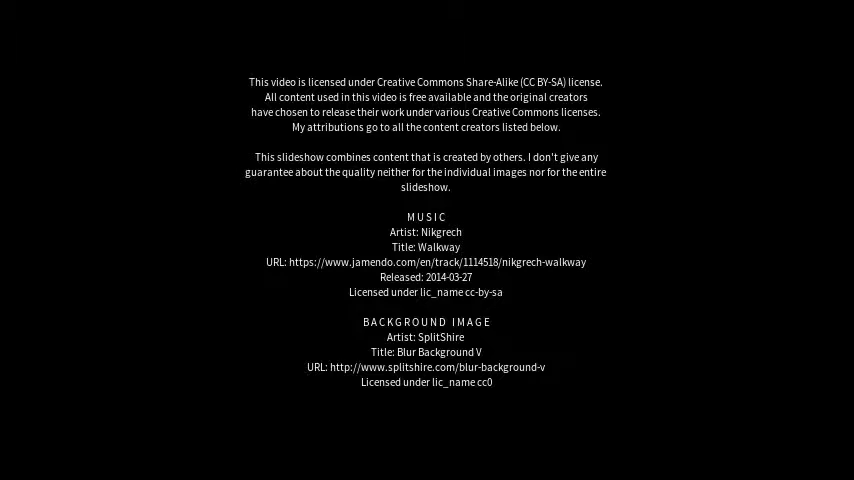 This video is licensed under Creative Commons Share-Alike (CC BY-SA) license.
All content used in this video is free available and the original creators
have chosen to release their work under various Creative Commons licenses.
My attributions go to all the content creators listed below.
This slideshow combines content that is created by others. I don't give any
guarantee about the quality neither for the individual images nor for the entire
slideshow.
MUSIC
Artist: Nikgrech
Title: Walkway
URL: https://www.jamendo.com/en/track/1114518/nikgrech-walkway
Released: 2014-03-27
Licensed under lic_name cc-by-sa
BACKGROUND IMAGE
Artist: SplitShire
Title: Blur Background V
URL: http://www.splitshire.com/blur-background-v
Licensed under lic_name cc0